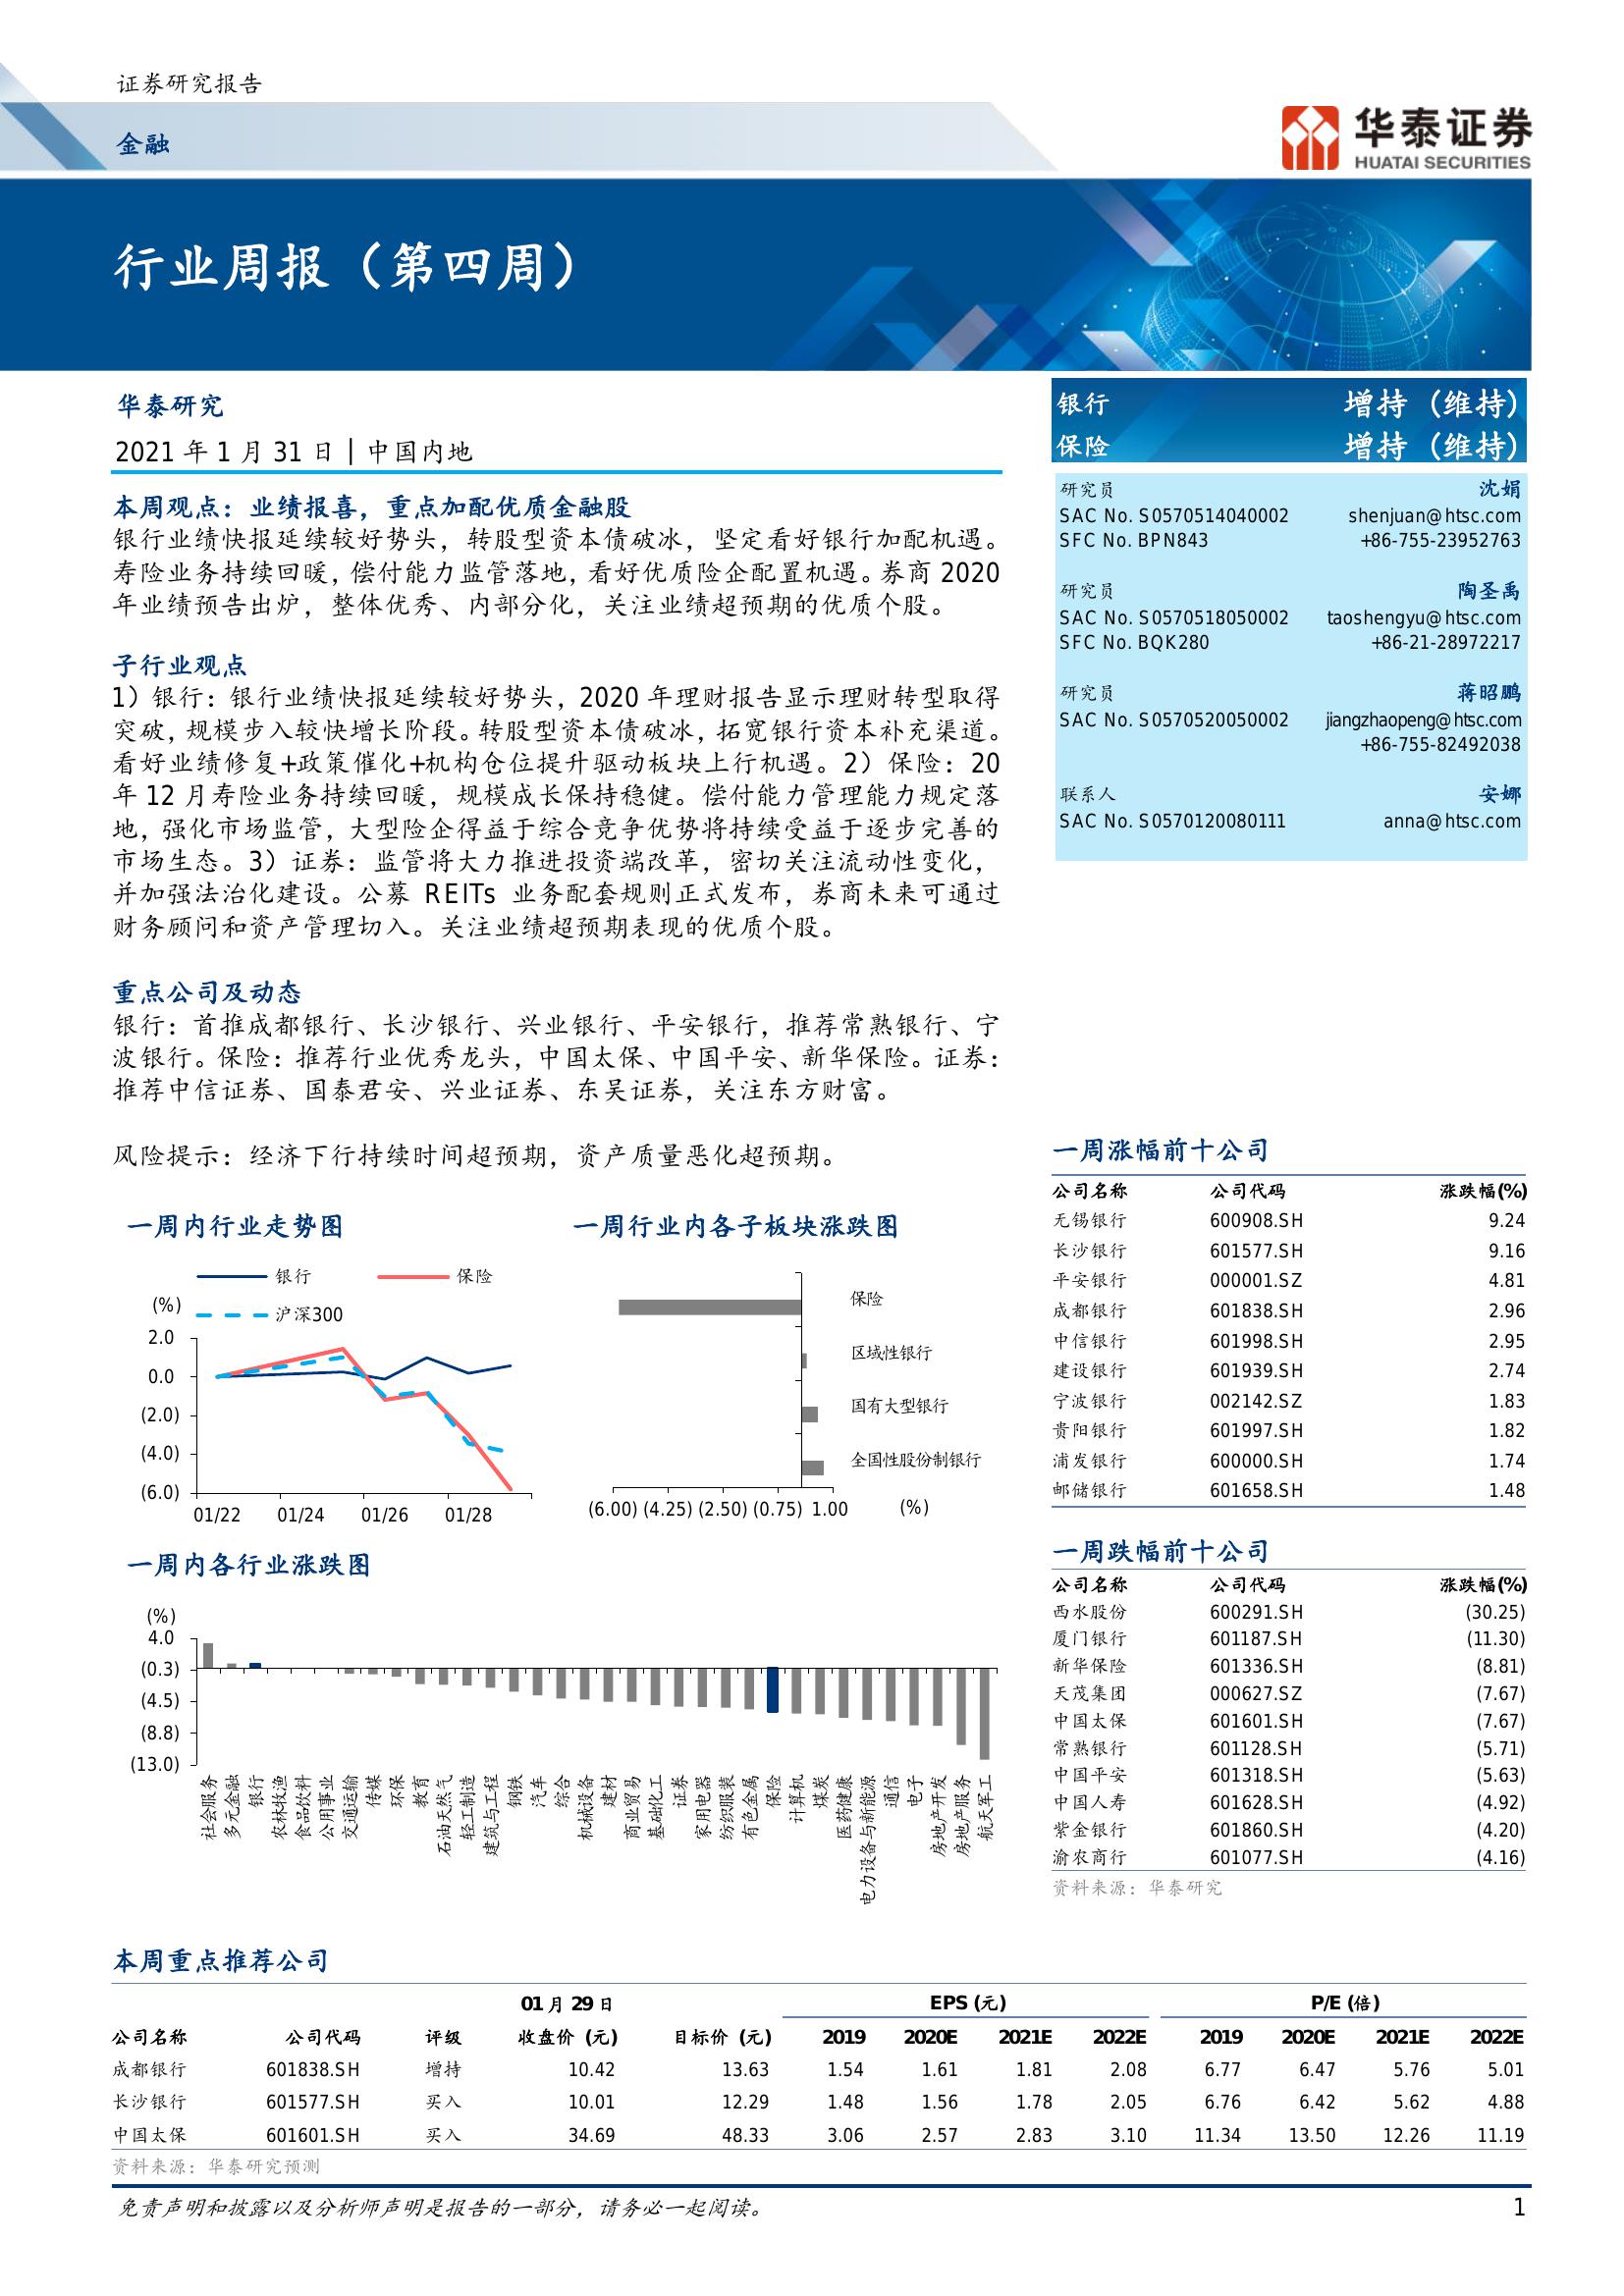 证券研究报告
金融
华泰证券
HUATAI SECURITIES
行业周报（第四周）
华泰研究
2021 年 1 月 31 日│中国内地
本周观点：业绩报喜，重点加配优质金融股
银行业绩快报延续较好势头，转股型资本债破冰，坚定看好银行加配机遇。
寿险业务持续回暖，偿付能力监管落地，看好优质险企配置机遇。券商 2020
年业绩预告出炉，整体优秀、内部分化，关注业绩超预期的优质个股。
子行业观点
1）银行：银行业绩快报延续较好势头，2020 年理财报告显示理财转型取得
突破，规模步入较快增长阶段。转股型资本债破冰，拓宽银行资本补充渠道。
看好业绩修复+政策催化+机构仓位提升驱动板块上行机遇。2）保险：20
年 12 月寿险业务持续回暖，规模成长保持稳健。偿付能力管理能力规定落
地，强化市场监管，大型险企得益于综合竞争优势将持续受益于逐步完善的
市场生态。3）证券：监管将大力推进投资端改革，密切关注流动性变化，
并加强法治化建设。公募 REITs 业务配套规则正式发布，券商未来可通过
财务顾问和资产管理切入。关注业绩超预期表现的优质个股。
重点公司及动态
银行：首推成都银行、长沙银行、兴业银行、平安银行，推荐常熟银行、宁
波银行。保险：推荐行业优秀龙头，中国太保、中国平安、新华保险。证券：
推荐中信证券、国泰君安、兴业证券、东吴证券，关注东方财富。
风险提示：经济下行持续时间超预期，资产质量恶化超预期。
银行 增持（维持）
保险 增持（维持）
研究员 沈娟
SAC No. S0570514040002 shenjuan@htsc.com
SFC No. BPN843 +86-755-23952763
研究员 陶圣禹
SAC No. S0570518050002 taoshengyu@htsc.com
SFC No. BQK280 +86-21-28972217
研究员 蒋昭鹏
SAC No. S0570520050002 jiangzhaopeng@htsc.com
+86-755-82492038
联系人 安娜
SAC No. S0570120080111 anna@htsc.com
一周内行业走势图
银行 保险
(%) 沪深300
2.0
0.0
(2.0)
(4.0)
(6.0)
01/22 01/24 01/26 01/28
一周行业内各子板块涨跌图
保险
区域性银行
国有大型银行
全国性股份制银行
(6.00) (4.25) (2.50) (0.75) 1.00 (%)
一周内各行业涨跌图
(%)
4.0
(0.3)
(4.5)
(8.8)
(13.0)
社会服务
多元金融
银行
农林牧渔
食品饮料
公用事业
交通运输
传媒
环保
教育
石油天然气
轻工制造
建筑与工程
钢铁
汽车
综合
机械设备
建材
商业贸易
基础化工
证券
家用电器
纺织服装
有色金属
保险
计算机
煤炭
医药健康
电力设备与新能源
通信
电子
房地产开发
房地产服务
航天军工
一周涨幅前十公司
公司名称 公司代码 涨跌幅(%)
无锡银行 600908.SH 9.24
长沙银行 601577.SH 9.16
平安银行 000001.SZ 4.81
成都银行 601838.SH 2.96
中信银行 601998.SH 2.95
建设银行 601939.SH 2.74
宁波银行 002142.SZ 1.83
贵阳银行 601997.SH 1.82
浦发银行 600000.SH 1.74
邮储银行 601658.SH 1.48
一周跌幅前十公司
公司名称 公司代码 涨跌幅(%)
西水股份 600291.SH (30.25)
厦门银行 601187.SH (11.30)
新华保险 601336.SH (8.81)
天茂集团 000627.SZ (7.67)
中国太保 601601.SH (7.67)
常熟银行 601128.SH (5.71)
中国平安 601318.SH (5.63)
中国人寿 601628.SH (4.92)
紫金银行 601860.SH (4.20)
渝农商行 601077.SH (4.16)
资料来源：华泰研究
本周重点推荐公司
01 月 29 日 EPS (元) P/E (倍)
公司名称 公司代码 评级 收盘价 (元) 目标价 (元) 2019 2020E 2021E 2022E 2019 2020E 2021E 2022E
成都银行 601838.SH 增持 10.42 13.63 1.54 1.61 1.81 2.08 6.77 6.47 5.76 5.01
长沙银行 601577.SH 买入 10.01 12.29 1.48 1.56 1.78 2.05 6.76 6.42 5.62 4.88
中国太保 601601.SH 买入 34.69 48.33 3.06 2.57 2.83 3.10 11.34 13.50 12.26 11.19
资料来源：华泰研究预测
免责声明和披露以及分析师声明是报告的一部分，请务必一起阅读。 1